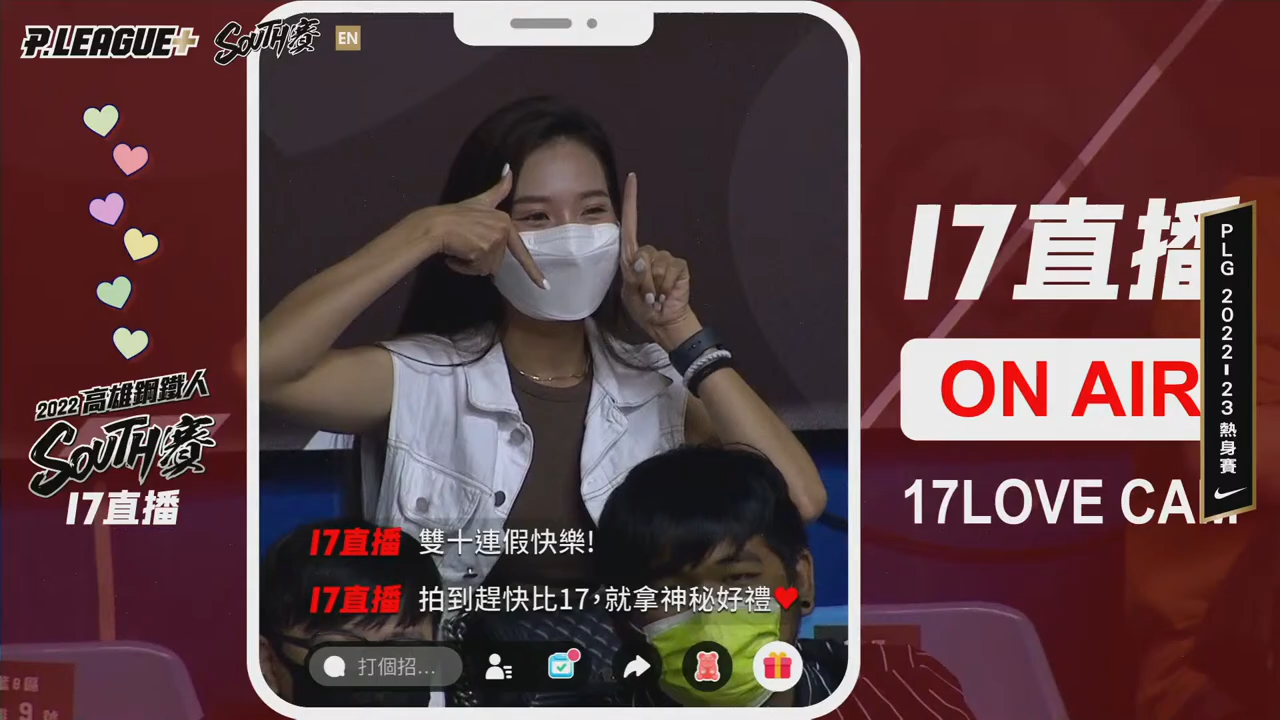 P.LEAGUE+
SOUTH賽
EN
2022高雄鋼鐵人
SOUTH賽
17直播
17直播 雙十連假快樂!
17直播 拍到趕快比17,就拿神秘好禮❤
打個招...
17直播
ON AIR
17LOVE CAM
PLG 2022-23 熱身賽